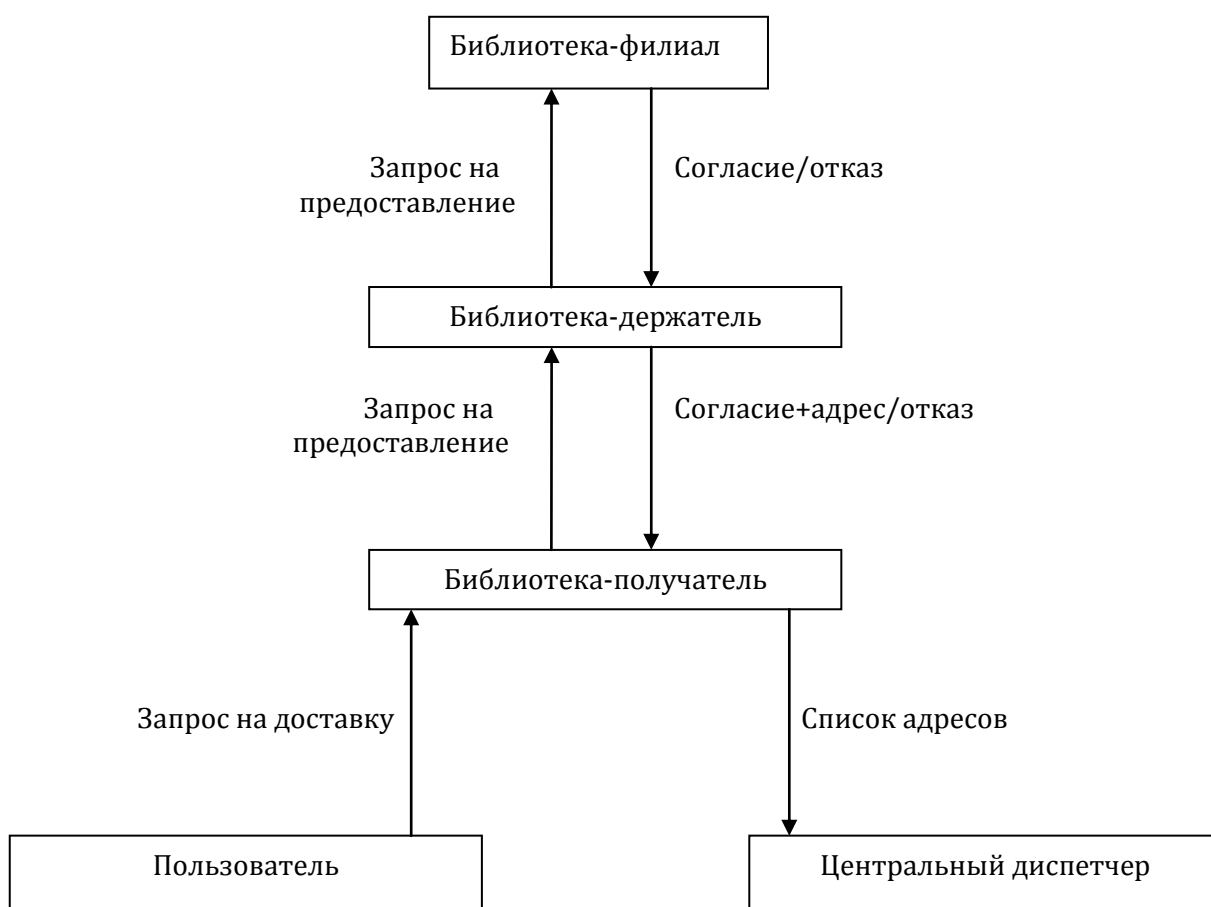 Библиотека-филиал
Запрос на
предоставление
Согласие/отказ
Библиотека-держатель
Запрос на
предоставление
Согласие+адрес/отказ
Библиотека-получатель
Запрос на доставку
Список адресов
Пользователь
Центральный диспетчер